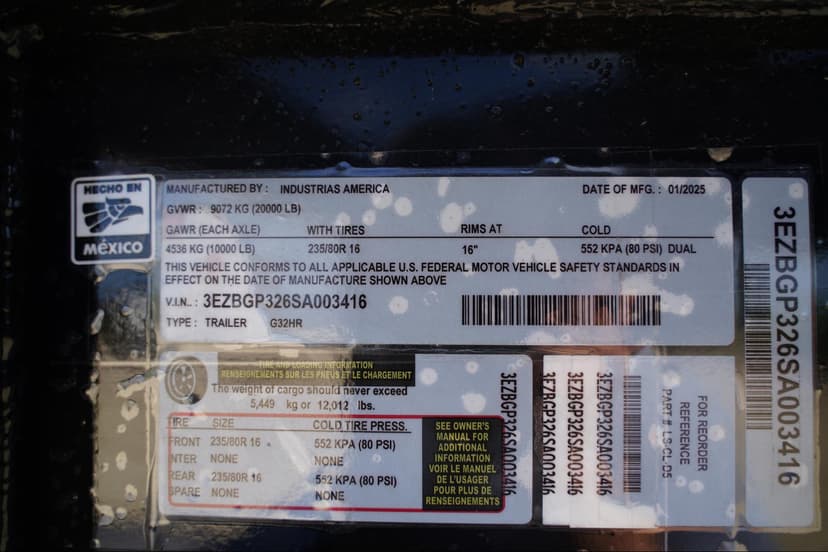 HECHO EN
MÉXICO
MANUFACTURED BY : INDUSTRIAS AMERICA DATE OF MFG. : 01/2025
GVWR : 9072 KG (20000 LB)
GAWR (EACH AXLE) WITH TIRES RIMS AT COLD
4536 KG (10000 LB) 235/80R 16 16" 552 KPA (80 PSI) DUAL
THIS VEHICLE CONFORMS TO ALL APPLICABLE U.S. FEDERAL MOTOR VEHICLE SAFETY STANDARDS IN
EFFECT ON THE DATE OF MANUFACTURE SHOWN ABOVE
V.I.N.. : 3EZBGP326SA003416
TYPE : TRAILER G32HR
TIRE AND LOADING INFORMATION
RENSEIGNEMENTS SUR LES PNEUS ET LE CHARGEMENT
The weight of cargo should never exceed
5,449 kg or 12,012 lbs.
TIRE SIZE COLD TIRE PRESS.
FRONT 235/80R 16 552 KPA (80 PSI)
INTER NONE NONE
REAR 235/80R 16 552 KPA (80 PSI)
SPARE NONE NONE
SEE OWNER'S
MANUAL FOR
ADDITIONAL
INFORMATION
VOIR LE MANUEL
DE L'USAGER
POUR PLUS DE
RENSEIGNEMENTS
3EZBGP326SA003416
3EZBGP326SA003416
3EZBGP326SA003416
3EZBGP326SA003416
FOR REORDER
REFERENCE
PART # LS-CL-05
3EZBGP326SA003416